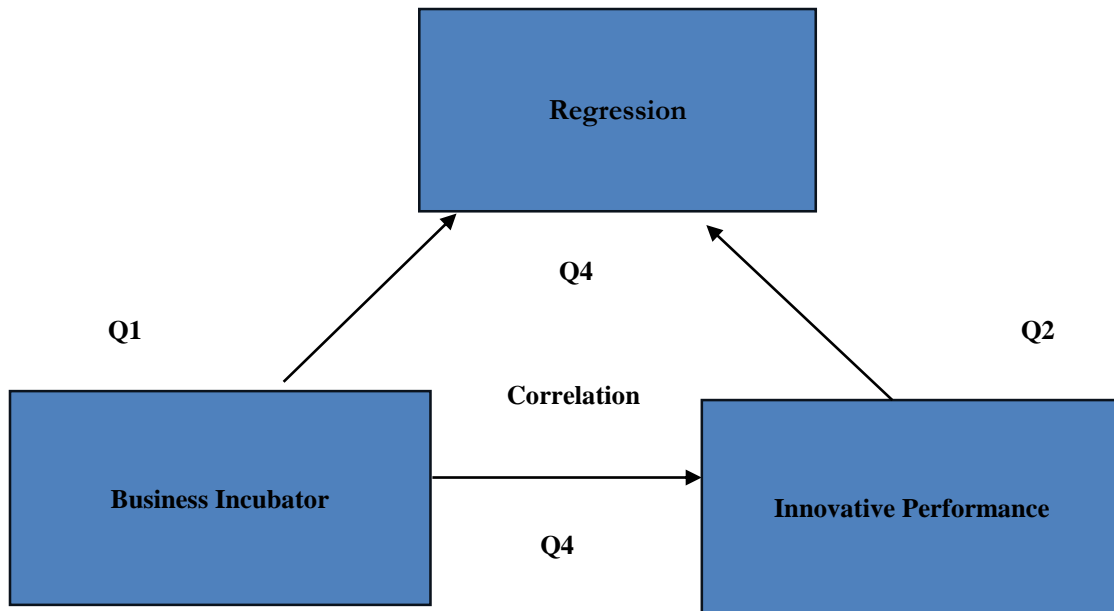 Regression
Q4
Q1
Q2
Correlation
Business Incubator
Innovative Performance
Q4